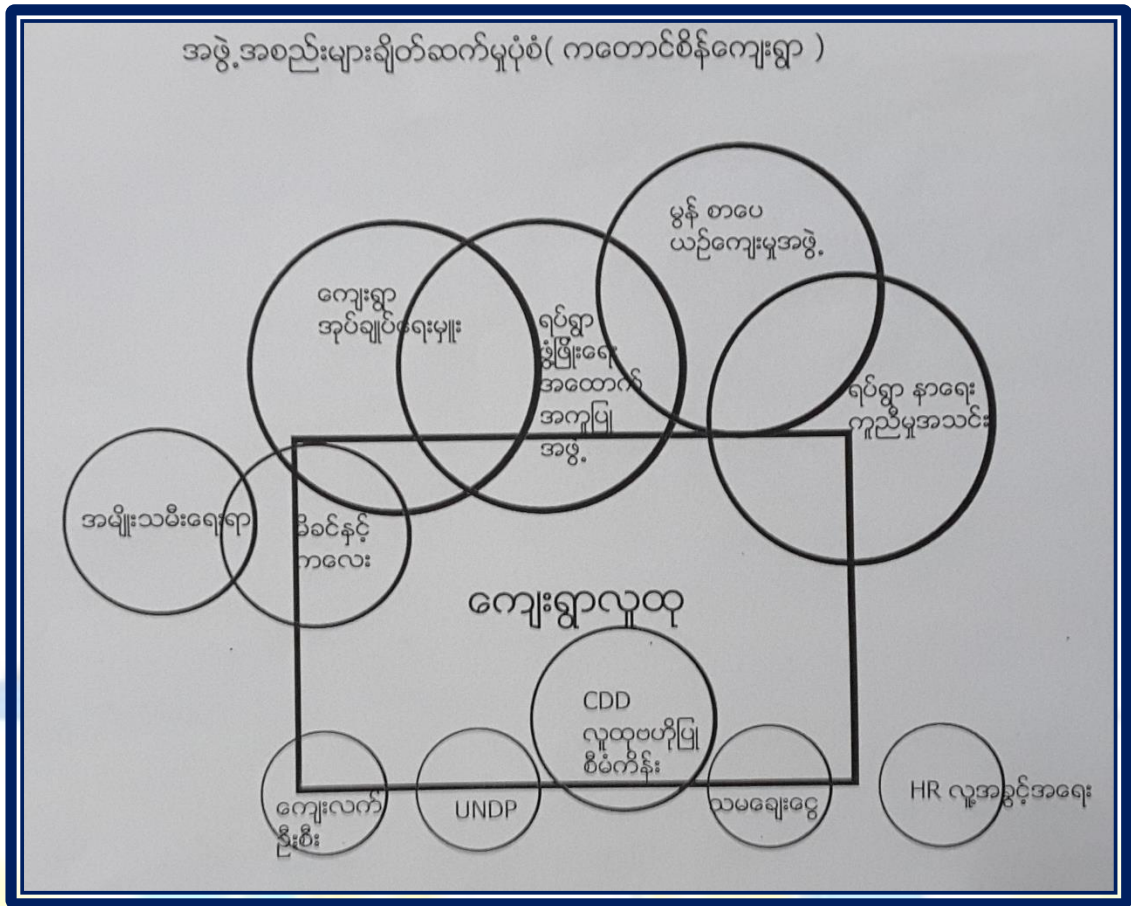 အဖွဲ့အစည်းများချိတ်ဆက်မှုပုံစံ( ကတောင်စိန်ကျေးရွာ )
မွန် စာပေ
ယဉ်ကျေးမှုအဖွဲ့
ကျေးရွာ
အုပ်ချုပ်ရေးမှူး
ရပ်ရွာ
ဖွံ့ဖြိုးရေး
အထောက်
အကူပြု
အဖွဲ့
ရပ်ရွာ နာရေး
ကူညီမှုအသင်း
အမျိုးသမီးရေးရာ
မိခင်နှင့်
ကလေး
ကျေးရွာလူထု
CDD
လူထုဗဟိုပြု
စီမံကိန်း
ကျေးလက်
ဦးစီး
UNDP
သမချေးငွေ
HR လူ့အခွင့်အရေး